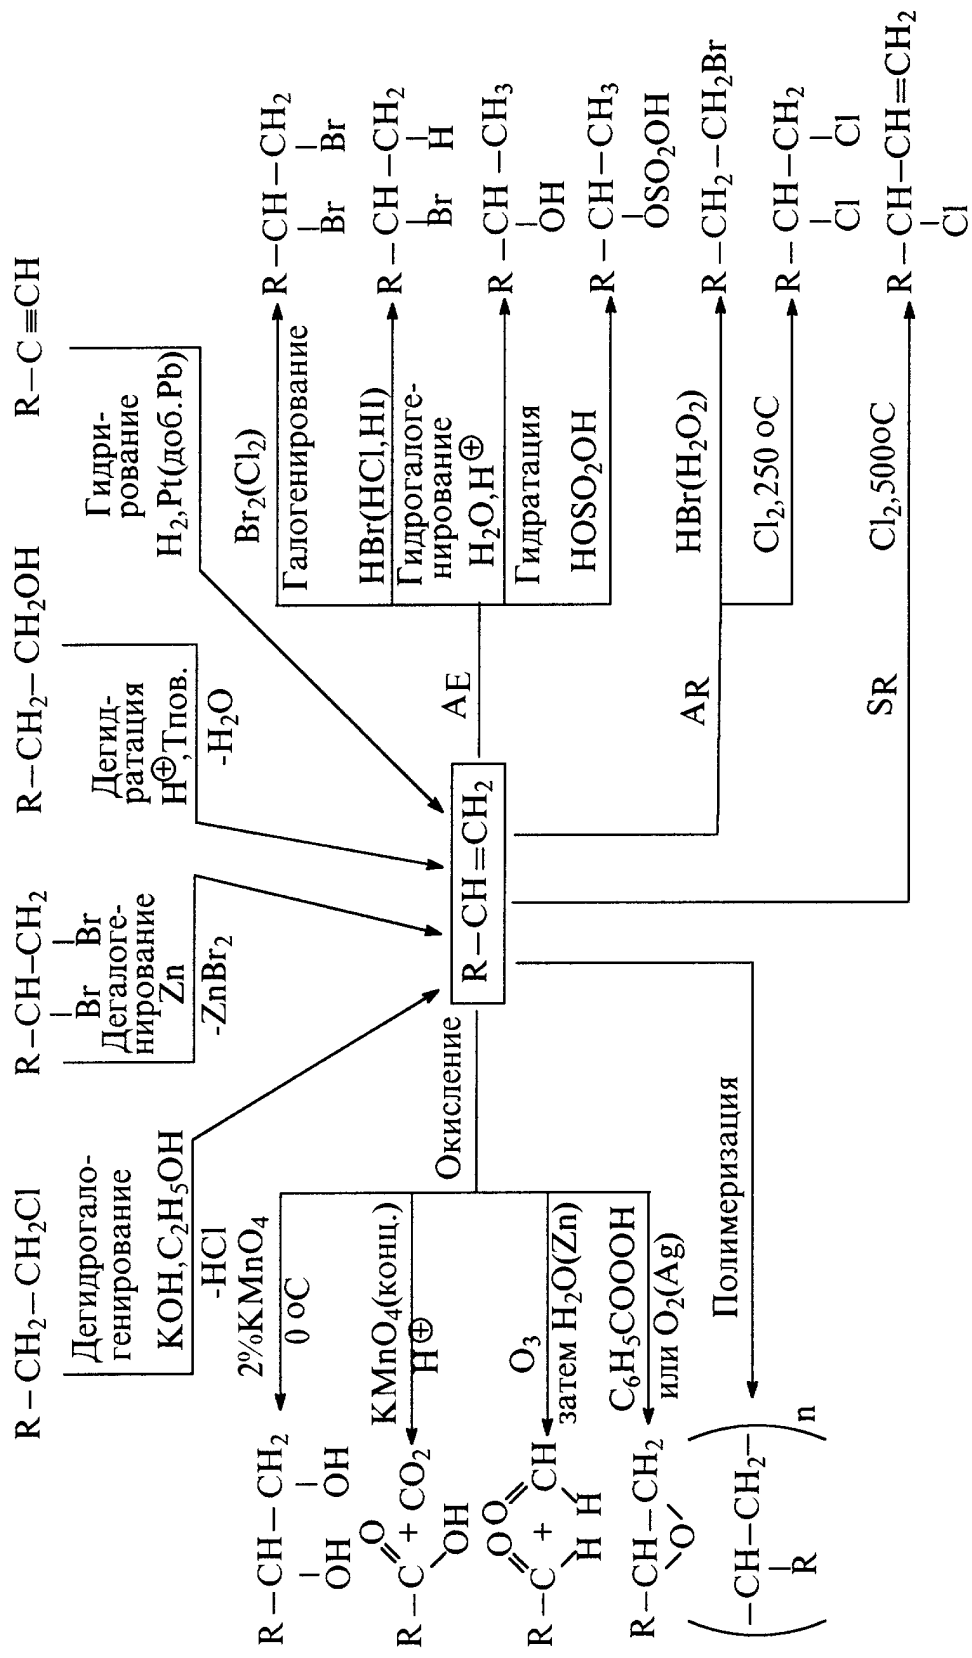 R–CH2–CH2Cl
R–CH–CH2
Br Br
R–CH2–CH2OH
R–C≡CH
Дегидрогало-
генирование
KOH,C2H5OH
-HCl
Дегалоге-
нирование
Zn
-ZnBr2
Дегид-
ратация
H⊕,Tпов.
-H2O
Гидри-
рование
H2,Pt(доб.Pb)
R–CH=CH2
Окисление
2%KMnO4
0 oC
R–CH–CH2
OH OH
KMnO4(конц.)
H⊕
R–C + CO2
O
OH
O3
затем H2O(Zn)
R–C + CH
O O
H H
C6H5COOOH
или O2(Ag)
R–CH–CH2
O
Полимеризация
(–CH–CH2–)n
R
AE
Br2(Cl2)
Галогенирование
R–CH–CH2
Br Br
HBr(HCl,HI)
Гидрогалоге-
нирование
R–CH–CH2
Br H
H2O,H⊕
Гидратация
R–CH–CH3
OH
HOSO2OH
R–CH–CH3
OSO2OH
AR
HBr(H2O2)
R–CH2–CH2Br
Cl2,250 oC
R–CH–CH2
Cl Cl
SR
Cl2,500oC
R–CH–CH=CH2
Cl